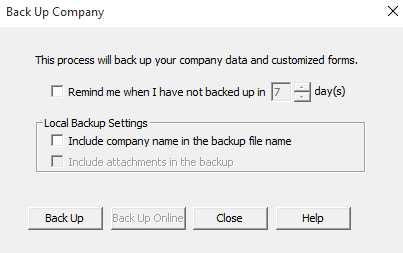 Back Up Company
This process will back up your company data and customized forms.
Remind me when I have not backed up in 7 day(s)
Local Backup Settings
Include company name in the backup file name
Include attachments in the backup
Back Up Back Up Online Close Help